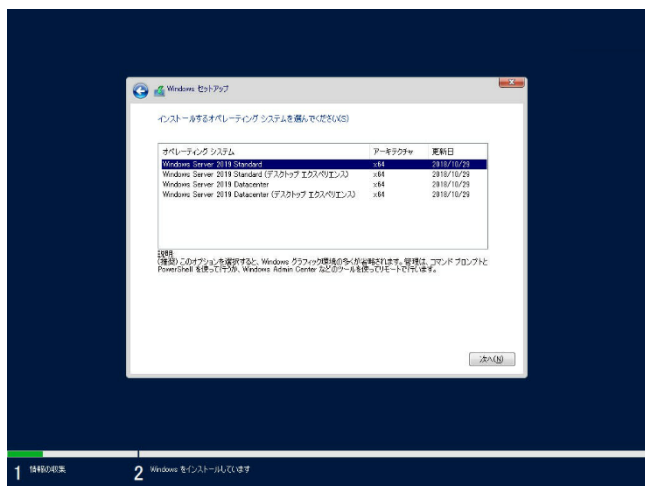 Windows セットアップ
インストールするオペレーティング システムを選んでください(S)
オペレーティング システム アーキテクチャ 更新日
Windows Server 2019 Standard x64 2018/10/29
Windows Server 2019 Standard (デスクトップ エクスペリエンス) x64 2018/10/29
Windows Server 2019 Datacenter x64 2018/10/29
Windows Server 2019 Datacenter (デスクトップ エクスペリエンス) x64 2018/10/29
説明:
(推奨) このオプションを選択すると、Windows グラフィック環境の多くが省略されます。管理は、コマンド プロンプトと
PowerShell を使って行うか、Windows Admin Center などのツールを使ってリモートで行います。
次へ(N)
1 情報の収集
2 Windows をインストールしています